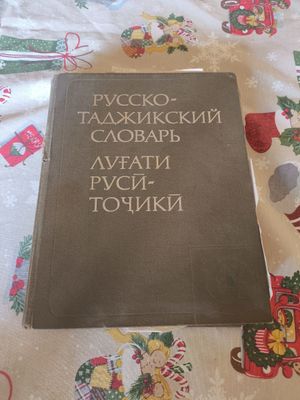 РУССКО-
ТАДЖИКСКИЙ
СЛОВАРЬ
ЛУҒАТИ
РУСӢ-
ТОҶИКӢ